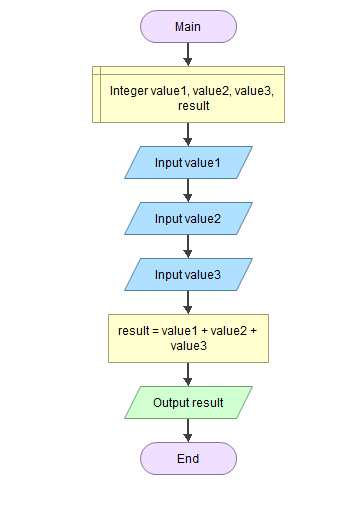 Main
Integer value1, value2, value3,
result
Input value1
Input value2
Input value3
result = value1 + value2 +
value3
Output result
End